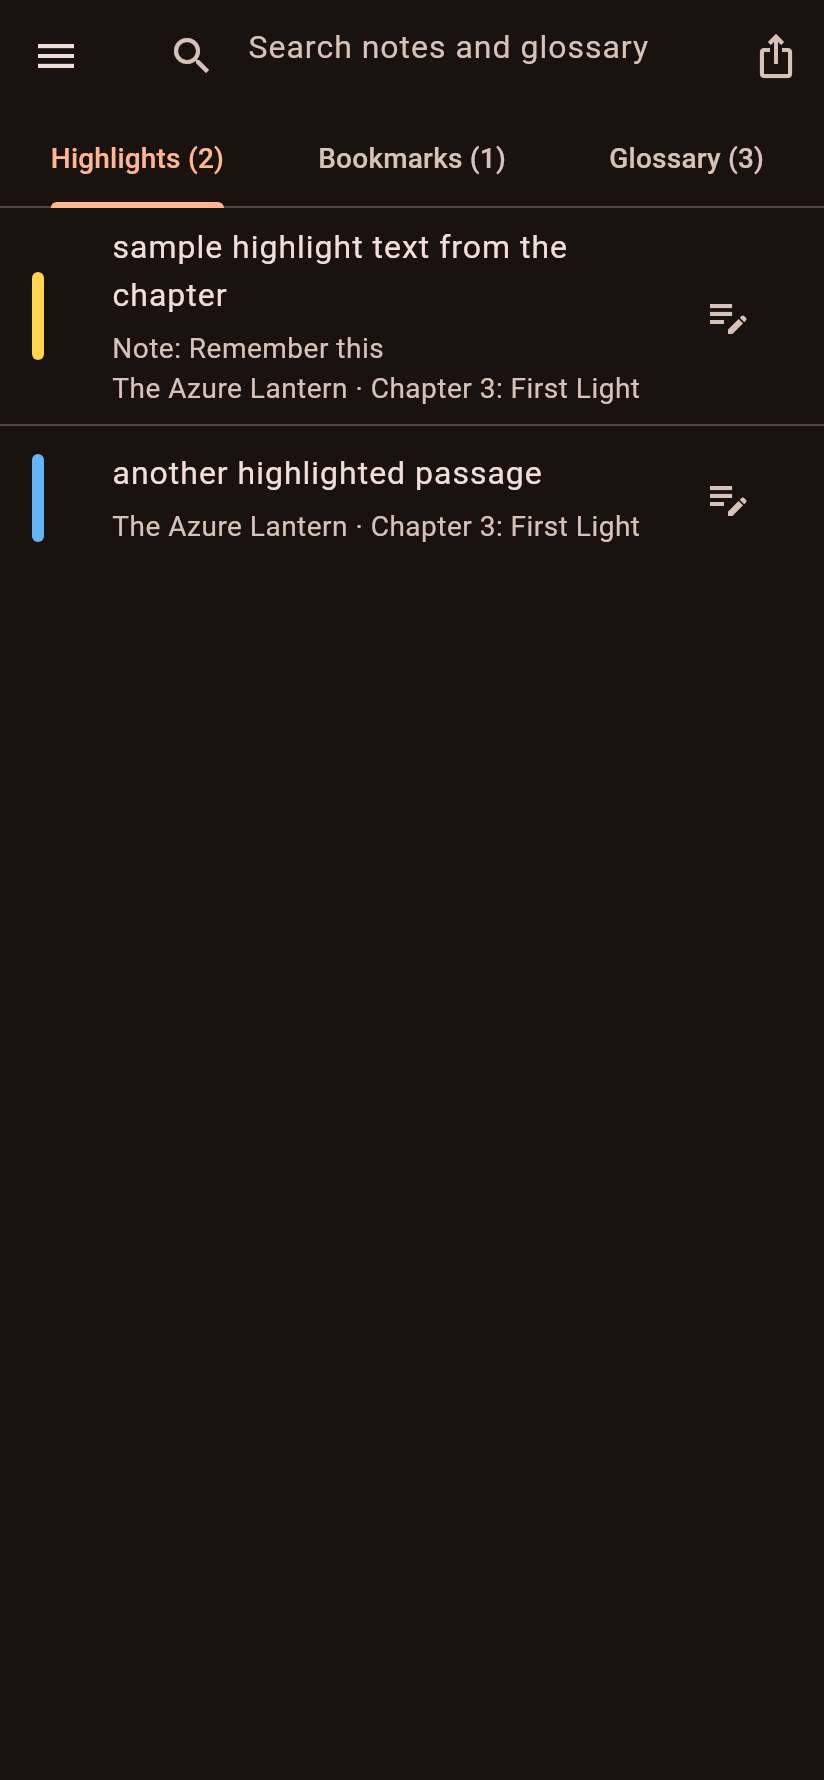 Search notes and glossary
Highlights (2)
Bookmarks (1)
Glossary (3)
sample highlight text from the
chapter
Note: Remember this
The Azure Lantern · Chapter 3: First Light
another highlighted passage
The Azure Lantern · Chapter 3: First Light